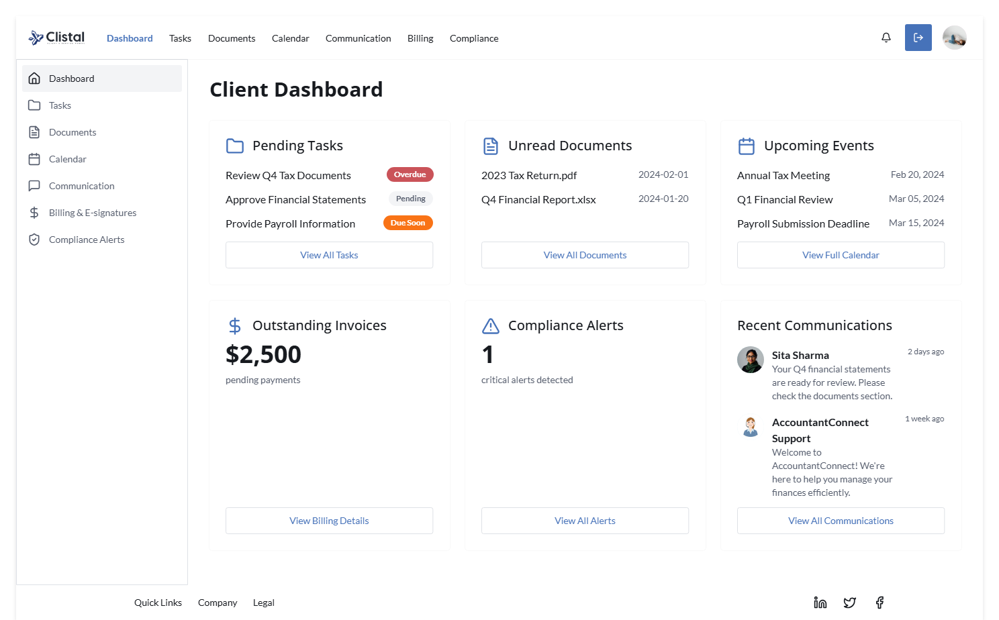 Clistal
Dashboard Tasks Documents Calendar Communication Billing Compliance
Dashboard
Tasks
Documents
Calendar
Communication
Billing & E-signatures
Compliance Alerts
Client Dashboard
Pending Tasks
Review Q4 Tax Documents Overdue
Approve Financial Statements Pending
Provide Payroll Information Due Soon
View All Tasks
Unread Documents
2023 Tax Return.pdf 2024-02-01
Q4 Financial Report.xlsx 2024-01-20
View All Documents
Upcoming Events
Annual Tax Meeting Feb 20, 2024
Q1 Financial Review Mar 05, 2024
Payroll Submission Deadline Mar 15, 2024
View Full Calendar
Outstanding Invoices
$2,500
pending payments
View Billing Details
Compliance Alerts
1
critical alerts detected
View All Alerts
Recent Communications
Sita Sharma 2 days ago
Your Q4 financial statements
are ready for review. Please
check the documents section.
AccountantConnect 1 week ago
Support
Welcome to
AccountantConnect! We're
here to help you manage your
finances efficiently.
View All Communications
Quick Links Company Legal